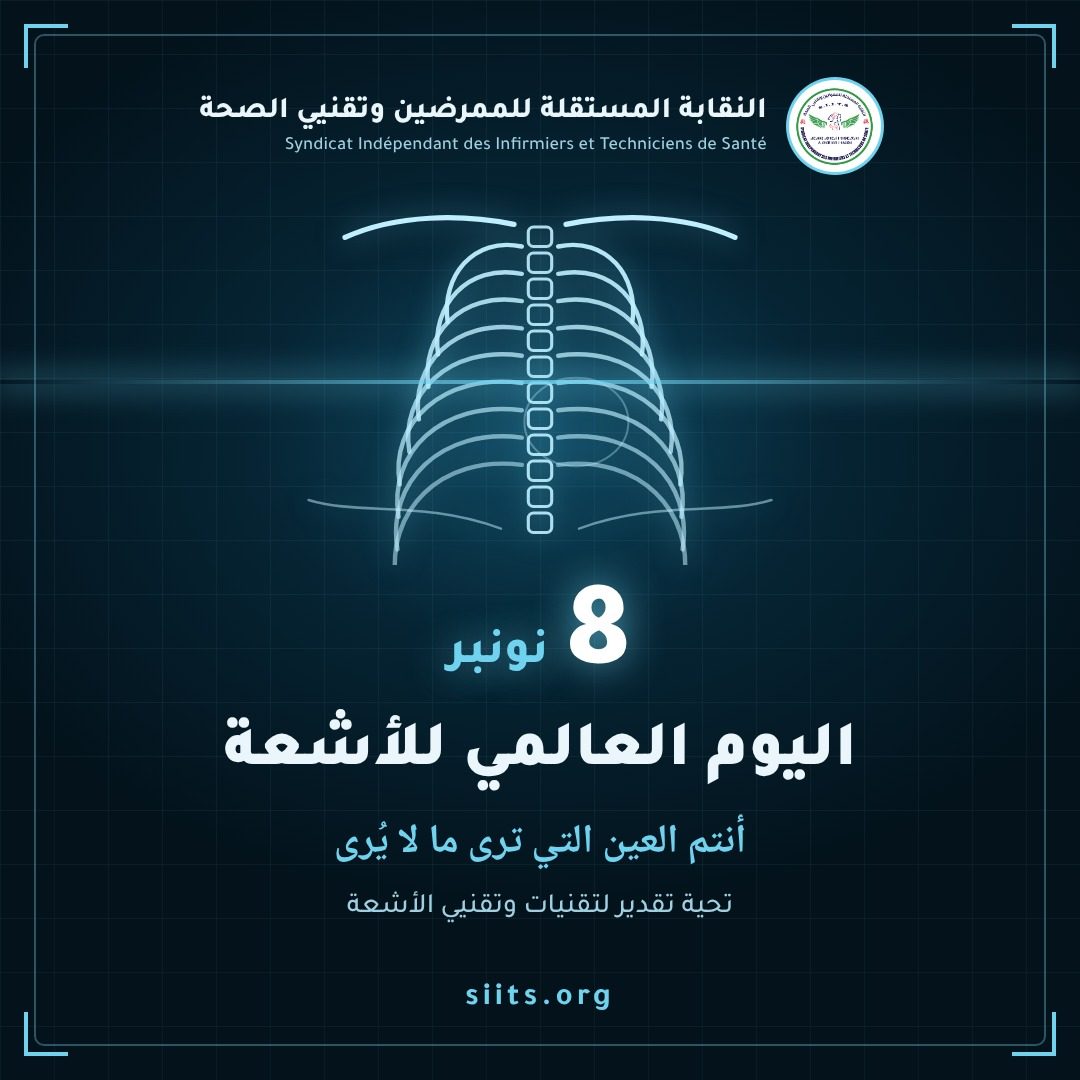 النقابة المستقلة للممرضين وتقنيي الصحة
Syndicat Indépendant des Infirmiers et Techniciens de Santé
8 نونبر
اليوم العالمي للأشعة
أنتم العين التي ترى ما لا يُرى
تحية تقدير لتقنيات وتقنيي الأشعة
siits.org